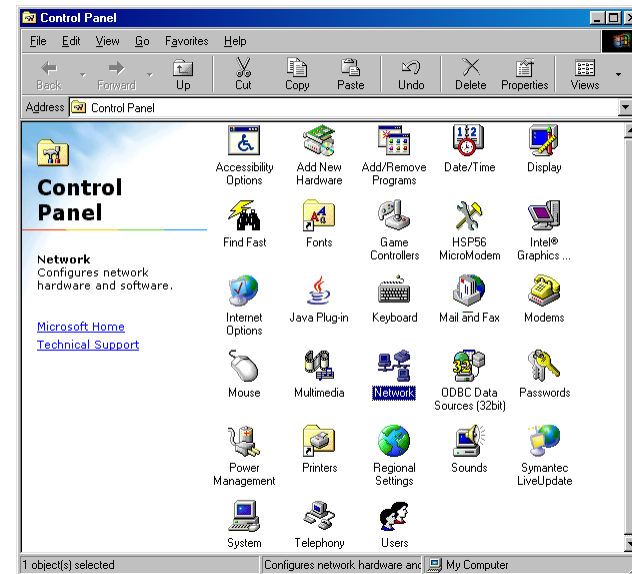 Control Panel
File Edit View Go Favorites Help
Back Forward Up Cut Copy Paste Undo Delete Properties Views
Address Control Panel
Control
Panel
Network
Configures network
hardware and software.
Microsoft Home
Technical Support
Accessibility
Options
Add New
Hardware
Add/Remove
Programs
12
Date/Time
Display
Find Fast
Fonts
Game
Controllers
HSP56
MicroModem
Intel®
Graphics ...
Internet
Options
Java Plug-in
Keyboard
Mail and Fax
Modems
Mouse
Multimedia
Network
32
ODBC Data
Sources (32bit)
Passwords
Power
Management
Printers
Regional
Settings
Sounds
Symantec
LiveUpdate
System
Telephony
Users
1 object(s) selected Configures network hardware and My Computer